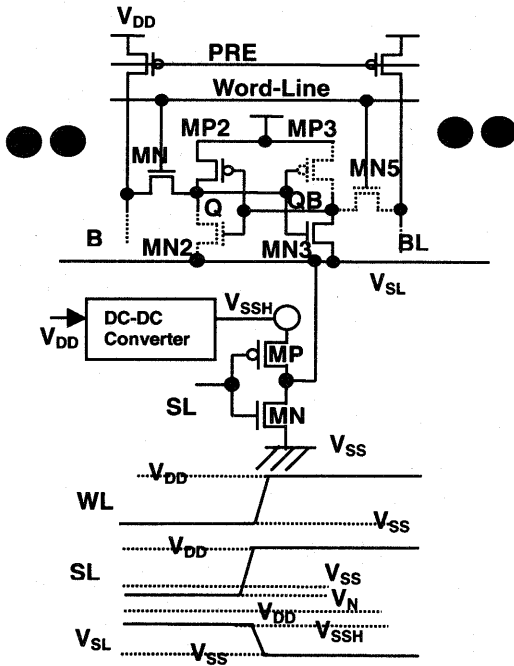 VDD
PRE
Word-Line
MP2 MP3
MN MN5
Q QB
B MN2 MN3 BL
VSL
DC-DC
Converter
VSSH
VDD
MP
SL
MN
VSS
VDD
WL
VSS
VDD
SL
VSS
VN
VDD
VSL
VSSH
VSS